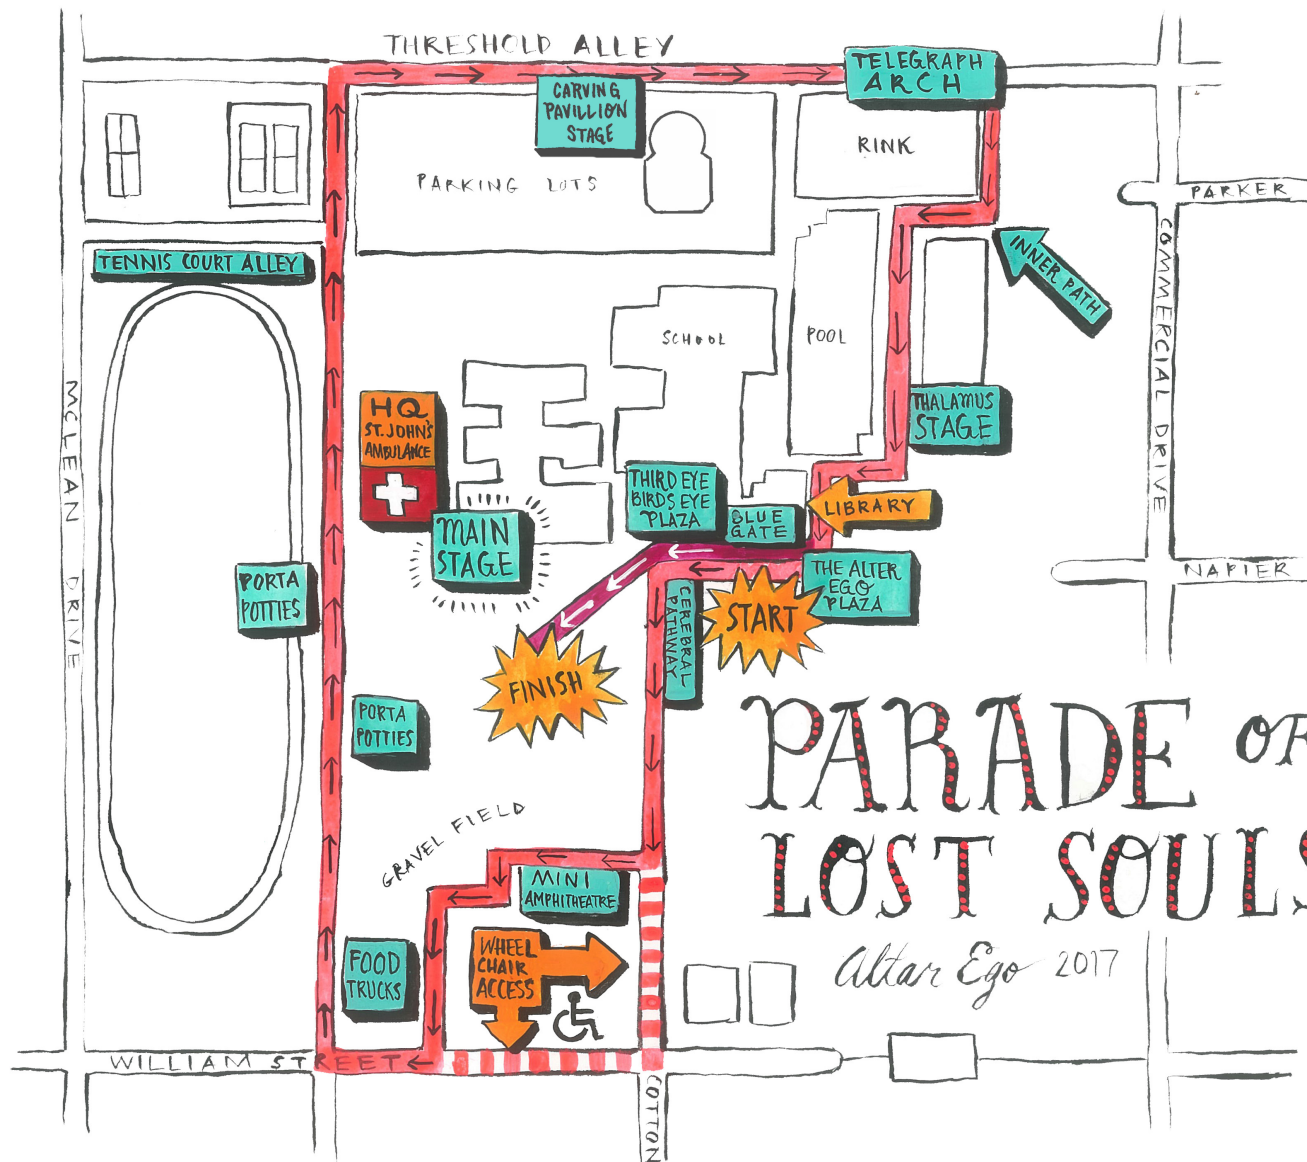 THRESHOLD ALLEY
TELEGRAPH
ARCH
CARVING
PAVILLION
STAGE
RINK
PARKING LOTS
PARKER
TENNIS COURT ALLEY
INNER PATH
COMMERCIAL DRIVE
SCHOOL
POOL
MCLEAN DRIVE
HQ
ST. JOHN'S
AMBULANCE
THALAMUS
STAGE
THIRD EYE
BIRDS EYE
PLAZA
BLUE
GATE
LIBRARY
MAIN
STAGE
PORTA
POTTIES
THE ALTER
EGO
PLAZA
NAPIER
CEREBRAL
PATHWAY
START
FINISH
PORTA
POTTIES
PARADE OF
LOST SOULS
Altar Ego 2017
GRAVEL FIELD
MINI
AMPHITHEATRE
FOOD
TRUCKS
WHEEL
CHAIR
ACCESS
WILLIAM STREET
COTTON